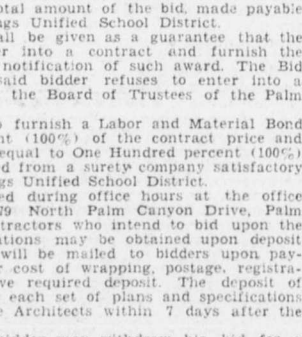 otal amount of the bid, made payable
ngs Unified School District.
all be given as a guarantee that the
er into a contract and furnish the
notification of such award. The Bid
said bidder refuses to enter into a
the Board of Trustees of the Palm
o furnish a Labor and Material Bond
nt (100%) of the contract price and
equal to One Hundred percent (100%)
ed from a surety company satisfactory
gs Unified School District.
ed during office hours at the office
79 North Palm Canyon Drive, Palm
tractors who intend to bid upon the
ations may be obtained upon deposit
will be mailed to bidders upon pay-
r cost of wrapping, postage, registra-
ve required deposit. The deposit of
each set of plans and specifications
e Architects within 7 days after the